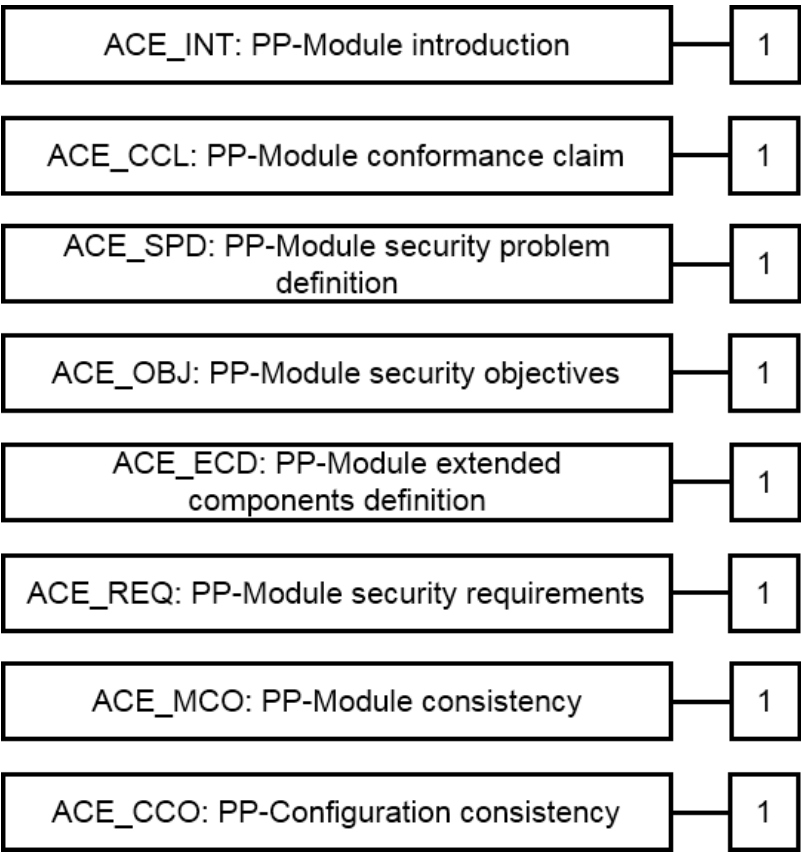 ACE_INT: PP-Module introduction 1
ACE_CCL: PP-Module conformance claim 1
ACE_SPD: PP-Module security problem
definition 1
ACE_OBJ: PP-Module security objectives 1
ACE_ECD: PP-Module extended
components definition 1
ACE_REQ: PP-Module security requirements 1
ACE_MCO: PP-Module consistency 1
ACE_CCO: PP-Configuration consistency 1